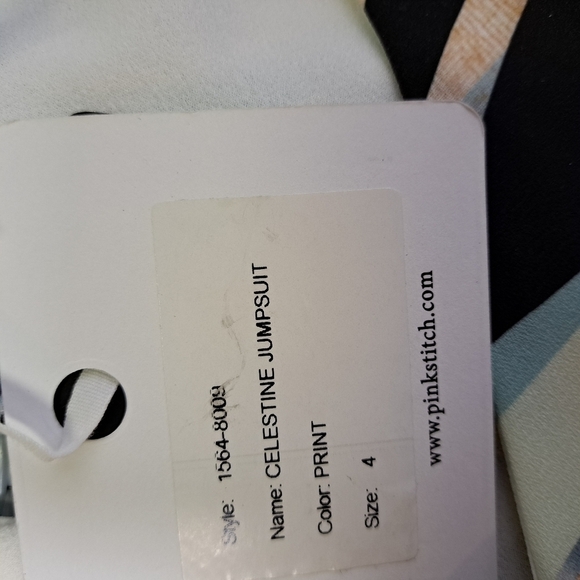 Style: 1564-8009
Name: CELESTINE JUMPSUIT
Color: PRINT
Size: 4
www.pinkstitch.com